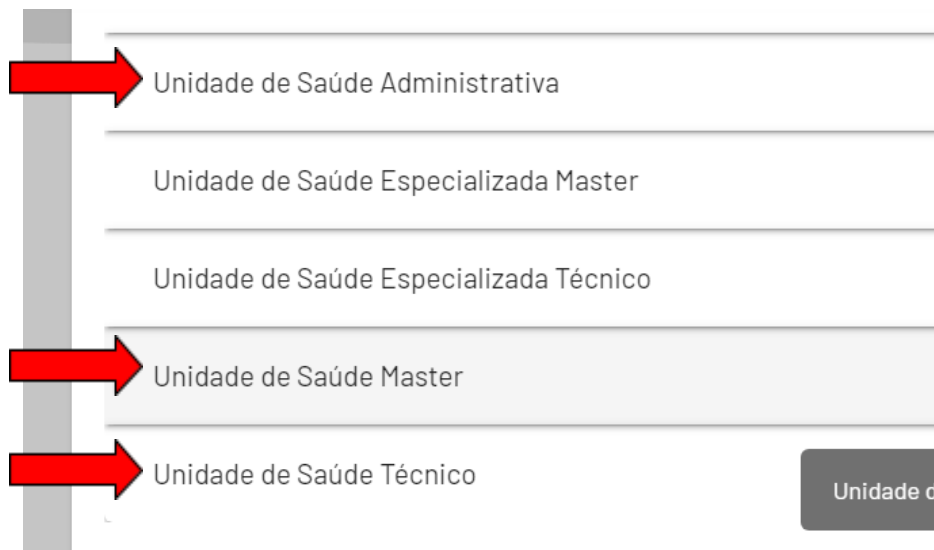 Unidade de Saúde Administrativa
Unidade de Saúde Especializada Master
Unidade de Saúde Especializada Técnico
Unidade de Saúde Master
Unidade de Saúde Técnico
Unidade d